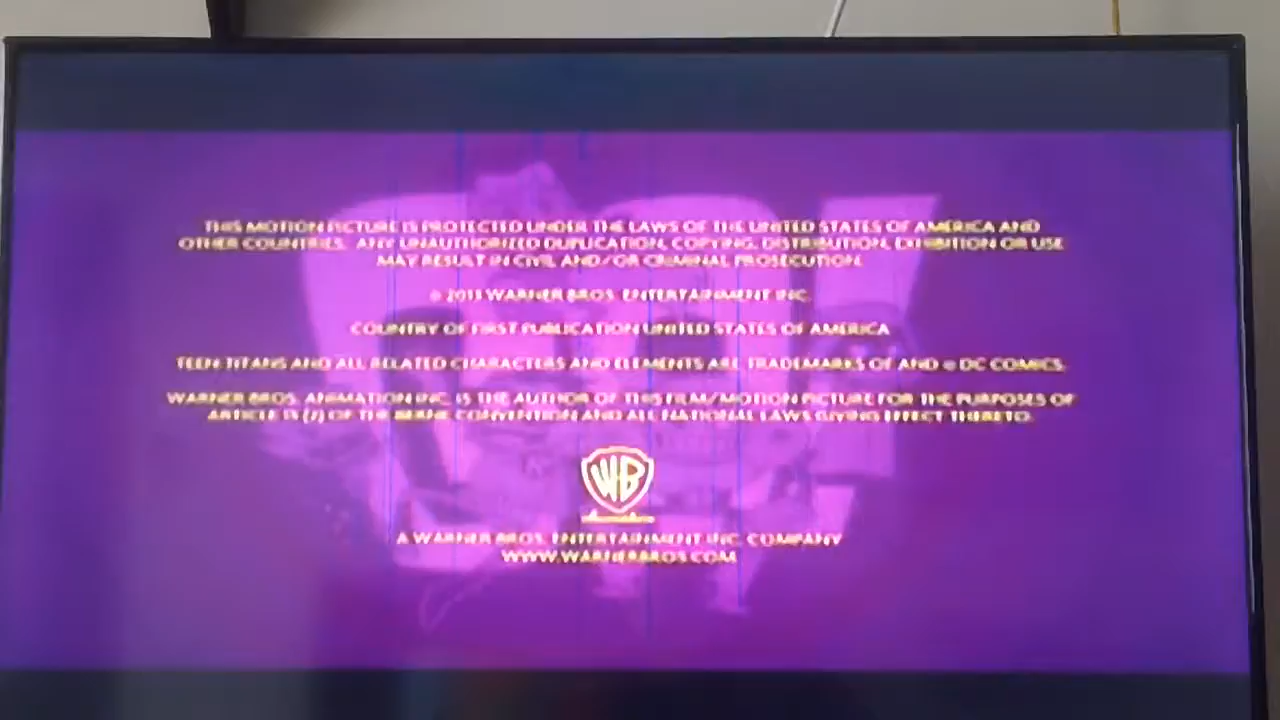 THIS MOTION PICTURE IS PROTECTED UNDER THE LAWS OF THE UNITED STATES OF AMERICA AND
OTHER COUNTRIES. ANY UNAUTHORIZED DUPLICATION, COPYING, DISTRIBUTION, EXHIBITION OR USE
MAY RESULT IN CIVIL AND/OR CRIMINAL PROSECUTION.
© 2013 WARNER BROS. ENTERTAINMENT INC.
COUNTRY OF FIRST PUBLICATION UNITED STATES OF AMERICA
TEEN TITANS AND ALL RELATED CHARACTERS AND ELEMENTS ARE TRADEMARKS OF AND © DC COMICS.
WARNER BROS. ANIMATION INC. IS THE AUTHOR OF THIS FILM/MOTION PICTURE FOR THE PURPOSES OF
ARTICLE 15 (2) OF THE BERNE CONVENTION AND ALL NATIONAL LAWS GIVING EFFECT THERETO.
WB
A WARNER BROS. ENTERTAINMENT INC. COMPANY
WWW.WARNERBROS.COM